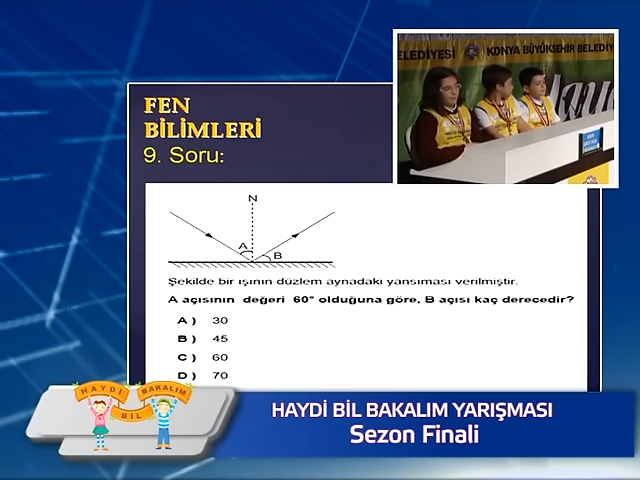 ELEDİYESİ KONYA BÜYÜKŞEHİR BELEDİY
FEN
BİLİMLERİ
9. Soru:
N
A
B
Şekilde bir ışının düzlem aynadaki yansıması verilmiştir.
A açısının değeri 60° olduğuna göre, B açısı kaç derecedir?
A ) 30
B ) 45
C ) 60
D ) 70
HAYDİ
BİL
BAKALIM
HAYDİ BİL BAKALIM YARIŞMASI
Sezon Finali